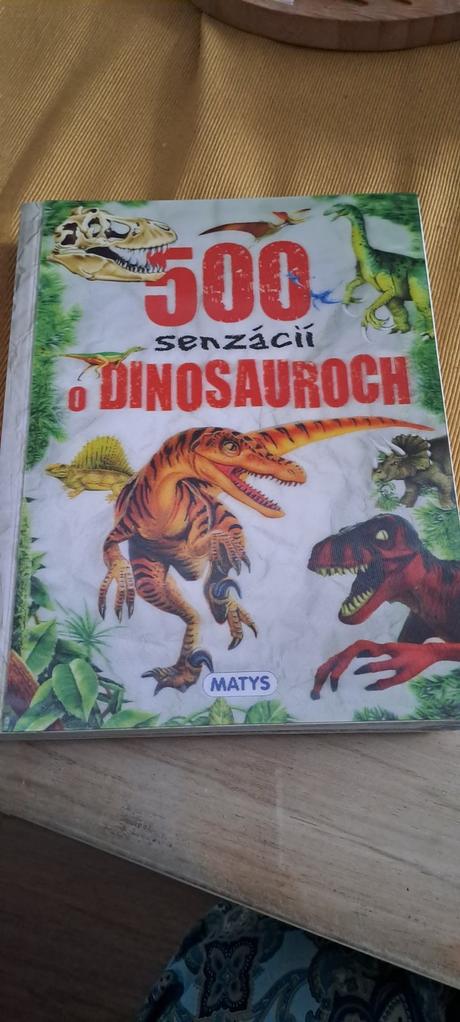 500
senzácií
o DINOSAUROCH
MATYS